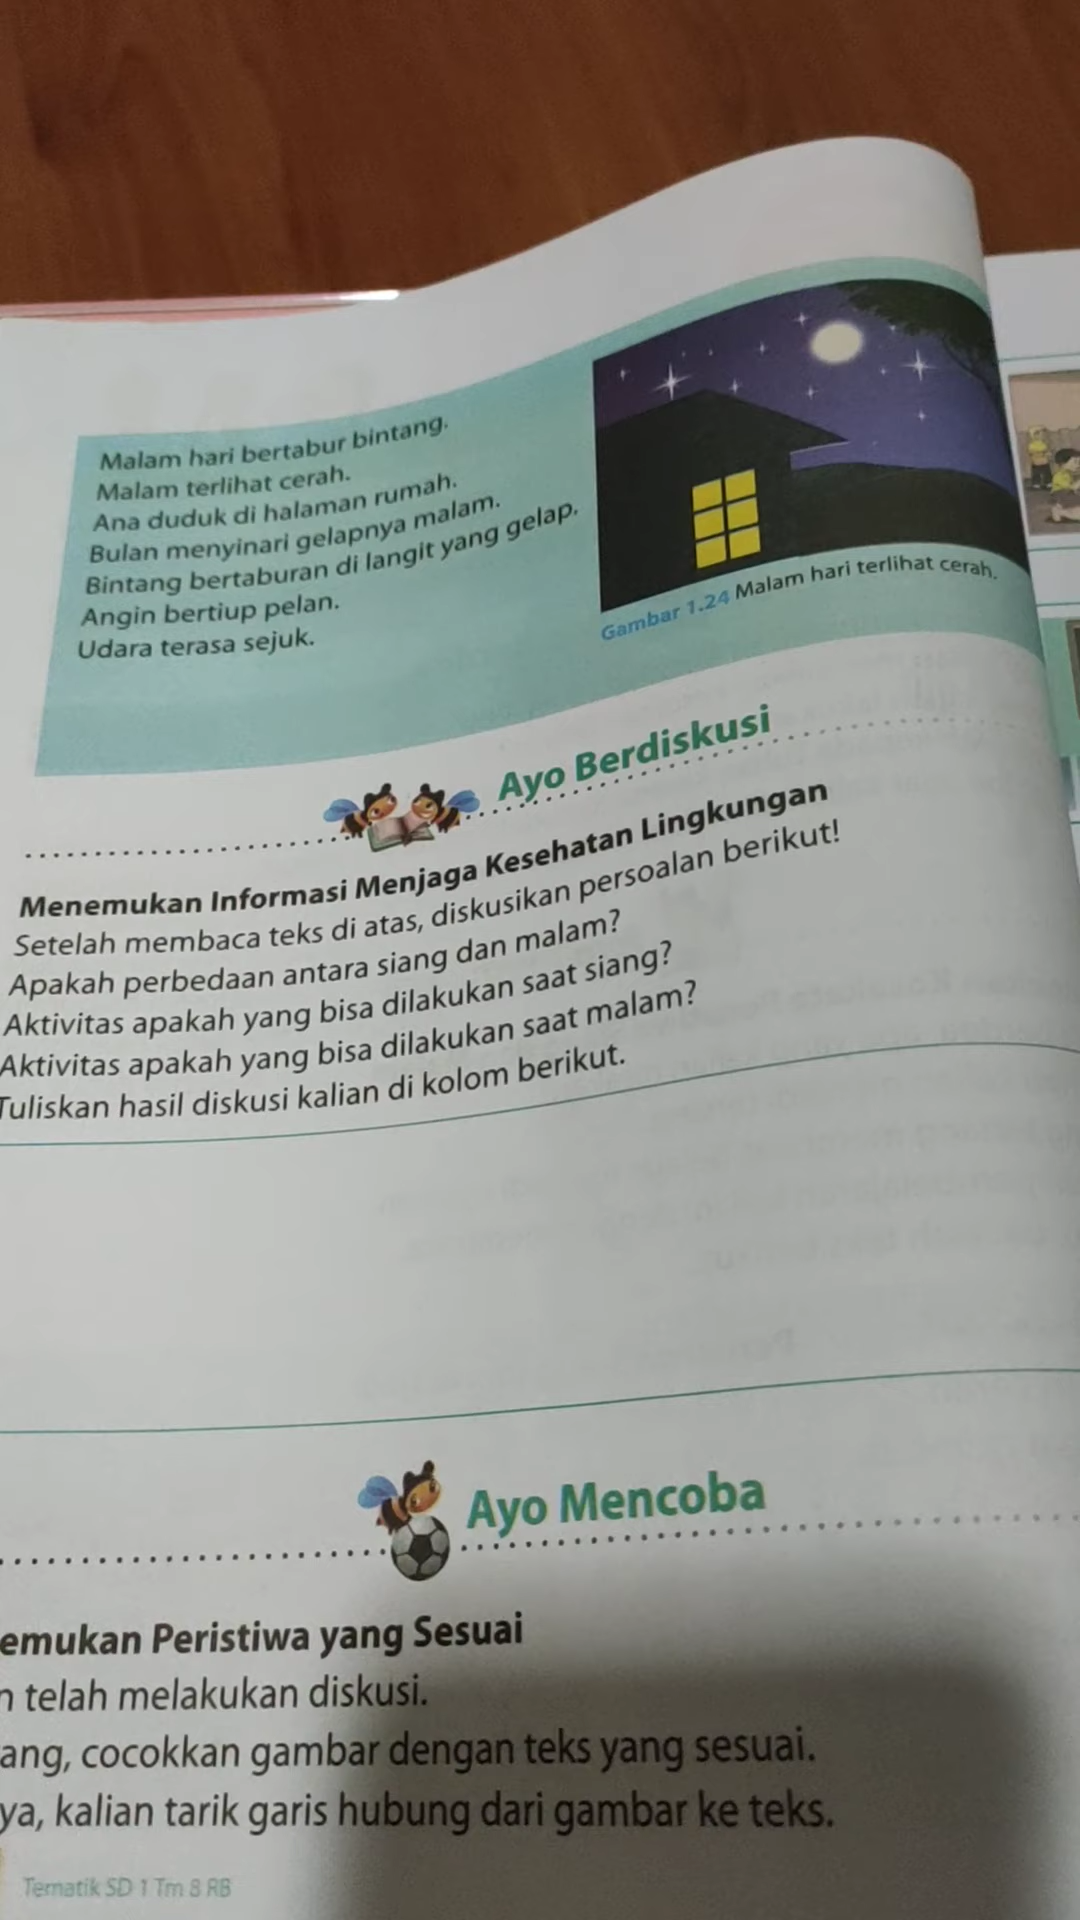 Malam hari bertabur bintang.
Malam terlihat cerah.
Ana duduk di halaman rumah.
Bulan menyinari gelapnya malam.
Bintang bertaburan di langit yang gelap.
Angin bertiup pelan.
Udara terasa sejuk.
Gambar 1.24 Malam hari terlihat cerah.
Ayo Berdiskusi
Menemukan Informasi Menjaga Kesehatan Lingkungan
Setelah membaca teks di atas, diskusikan persoalan berikut!
Apakah perbedaan antara siang dan malam?
Aktivitas apakah yang bisa dilakukan saat siang?
Aktivitas apakah yang bisa dilakukan saat malam?
Tuliskan hasil diskusi kalian di kolom berikut.
Ayo Mencoba
emukan Peristiwa yang Sesuai
n telah melakukan diskusi.
ang, cocokkan gambar dengan teks yang sesuai.
ya, kalian tarik garis hubung dari gambar ke teks.
Tematik SD 1 Tm 8 RB